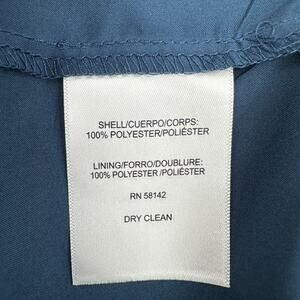 SHELL/CUERPO/CORPS:
100% POLYESTER/POLIÉSTER
LINING/FORRO/DOUBLURE:
100% POLYESTER /POLIÉSTER
RN 58142
DRY CLEAN